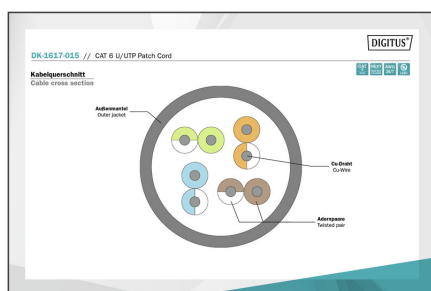 DIGITUS®
DK-1617-015 // CAT 6 U/UTP Patch Cord
Kabelquerschnitt
Cable cross section
Außenmantel
Outer jacket
Cu-Draht
Cu-Wire
Adernpaare
Twisted pair